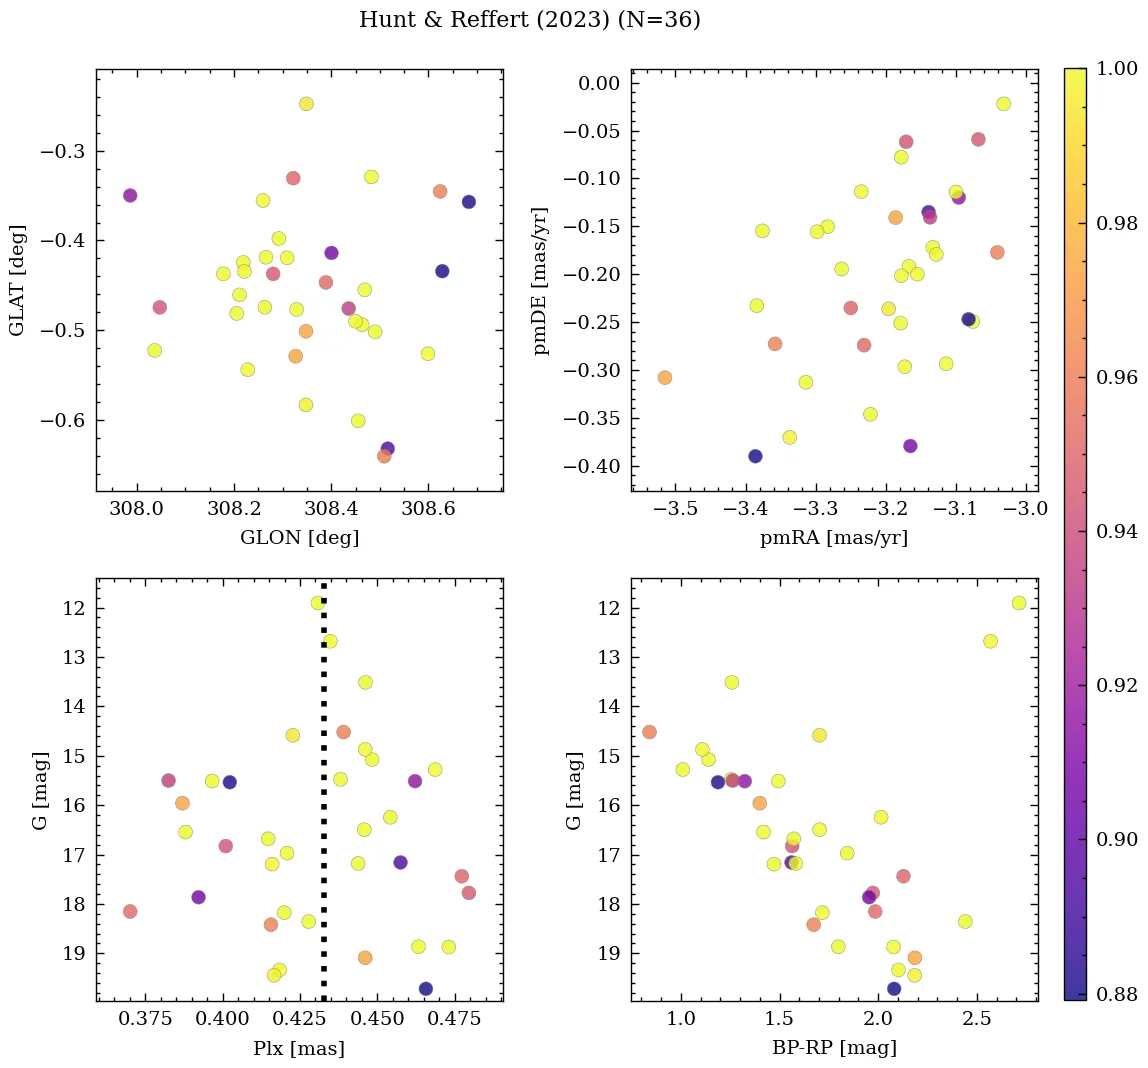 Hunt & Reffert (2023) (N=36)
−0.3
−0.4
−0.5
−0.6
GLAT [deg]
308.0 308.2 308.4 308.6
GLON [deg]
0.00
−0.05
−0.10
−0.15
−0.20
−0.25
−0.30
−0.35
−0.40
pmDE [mas/yr]
−3.5 −3.4 −3.3 −3.2 −3.1 −3.0
pmRA [mas/yr]
12
13
14
15
16
17
18
19
G [mag]
0.375 0.400 0.425 0.450 0.475
Plx [mas]
12
13
14
15
16
17
18
19
G [mag]
1.0 1.5 2.0 2.5
BP-RP [mag]
1.00
0.98
0.96
0.94
0.92
0.90
0.88